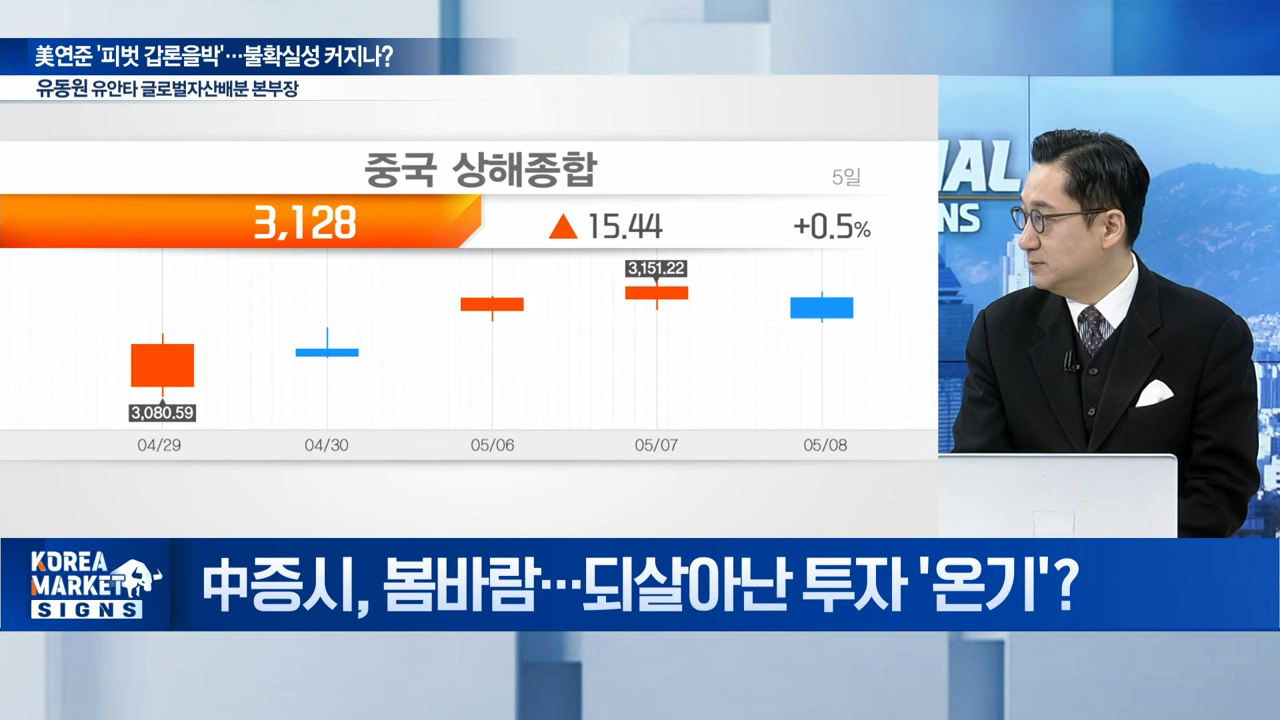 美연준 '피벗 갑론을박'…불확실성 커지나?
유동원 유안타 글로벌자산배분 본부장
중국 상해종합
5일
3,128 ▲ 15.44 +0.5%
3,151.22
3,080.59
04/29 04/30 05/06 05/07 05/08
NAL
NS
KOREA
MARKET
SIGNS
中증시, 봄바람…되살아난 투자 '온기'?